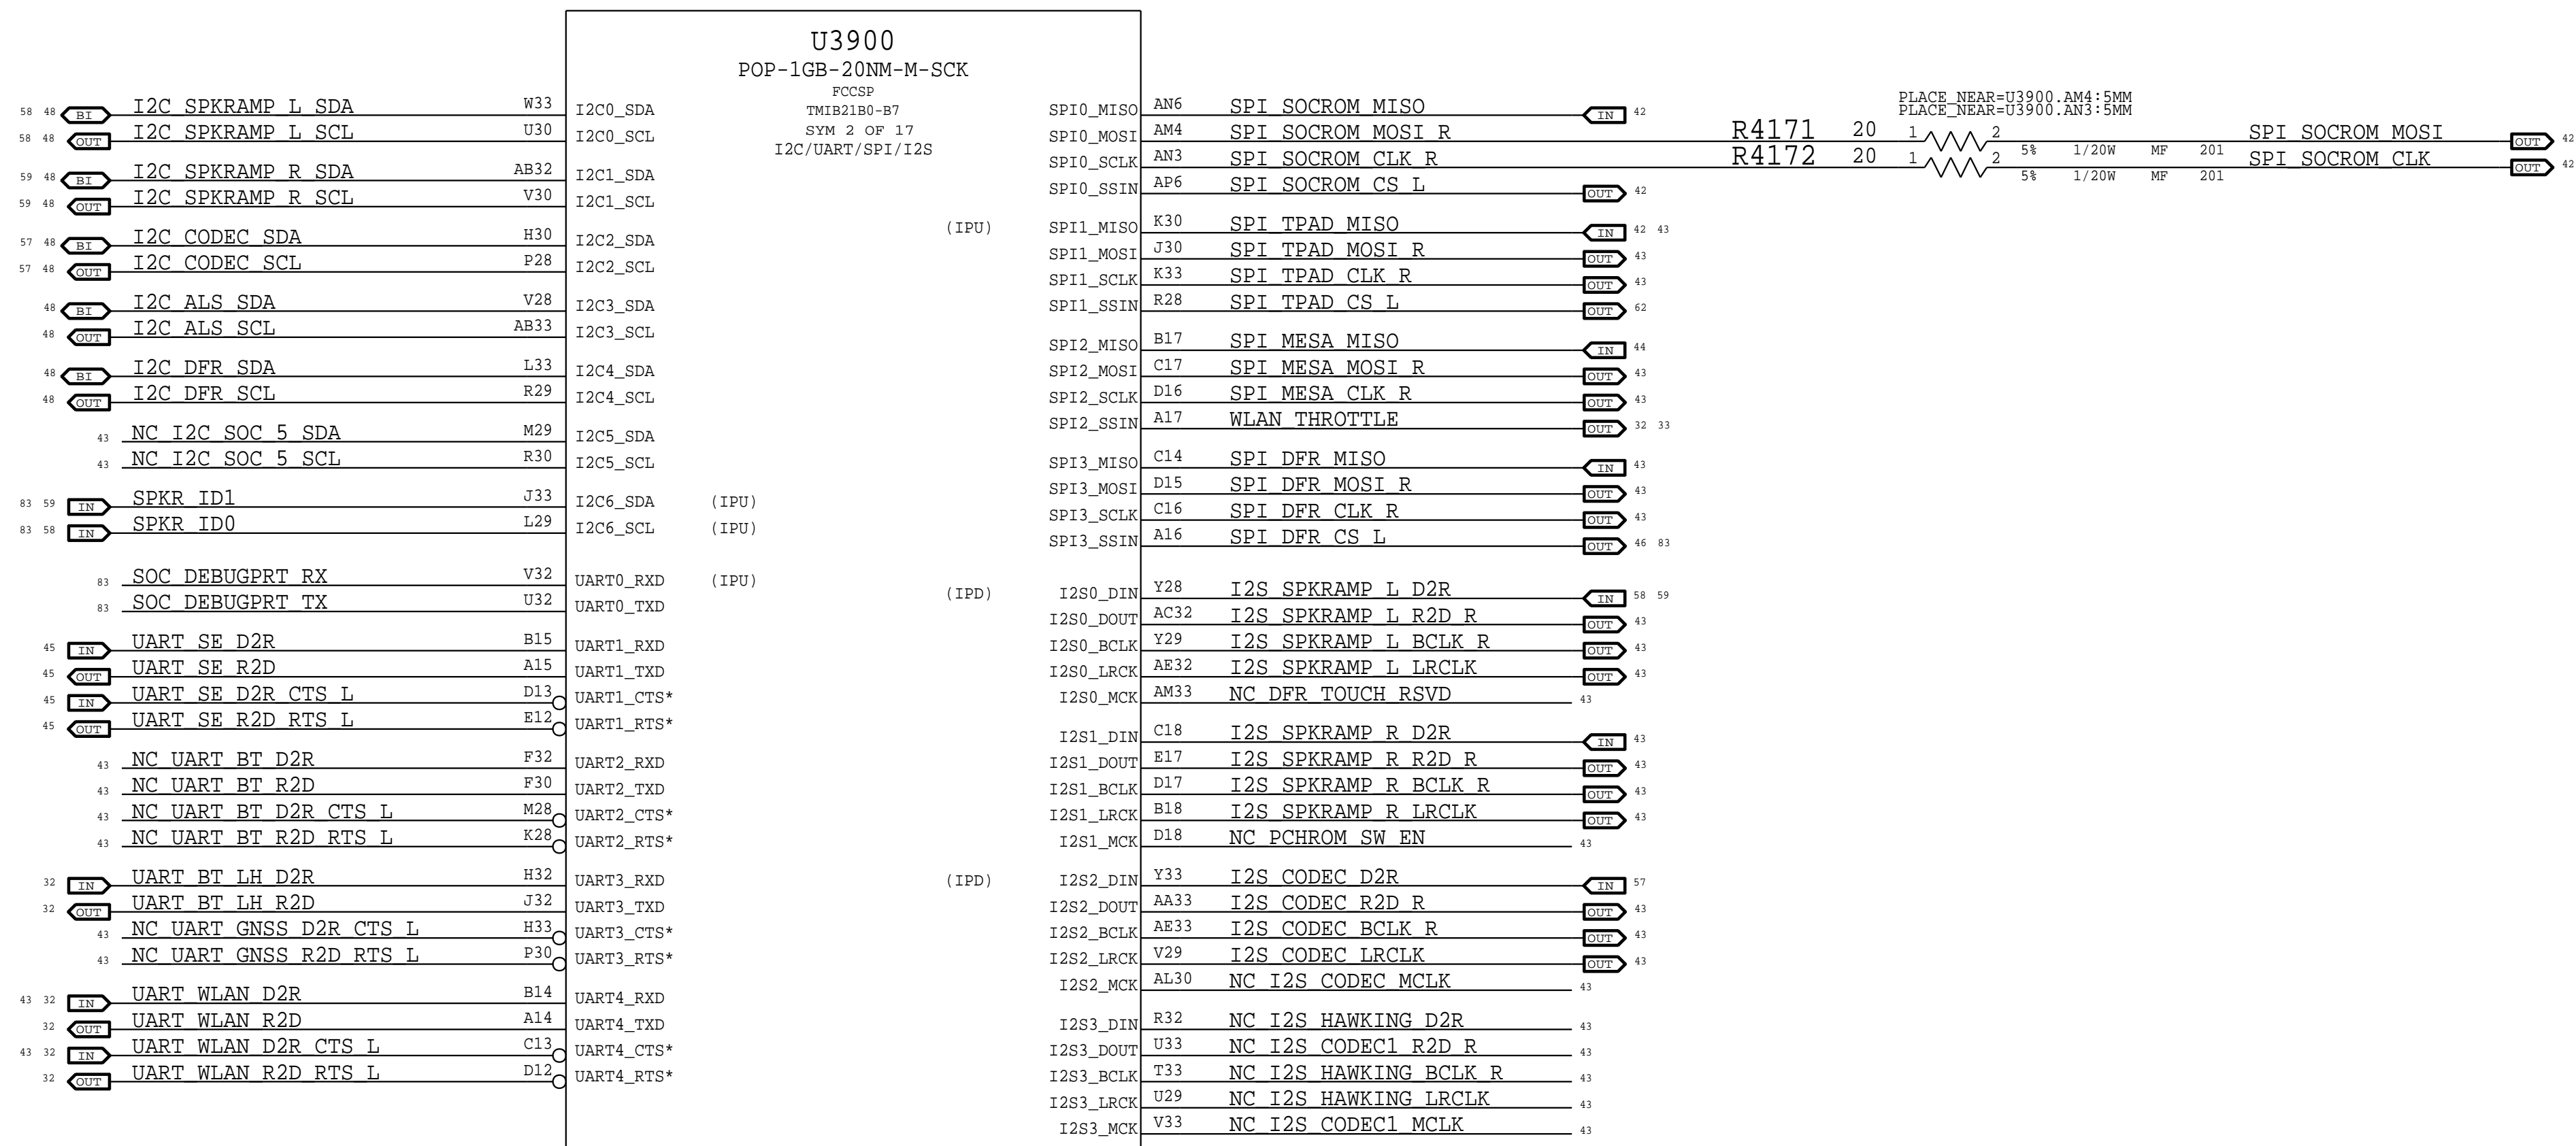 U3900
POP-1GB-20NM-M-SCK
FCCSP
TMIB21B0-B7
SYM 2 OF 17
I2C/UART/SPI/I2S
58 48 BI I2C_SPKRAMP_L_SDA W33 I2C0_SDA
58 48 OUT I2C_SPKRAMP_L_SCL U30 I2C0_SCL
59 48 BI I2C_SPKRAMP_R_SDA AB32 I2C1_SDA
59 48 OUT I2C_SPKRAMP_R_SCL V30 I2C1_SCL
57 48 BI I2C_CODEC_SDA H30 I2C2_SDA
57 48 OUT I2C_CODEC_SCL P28 I2C2_SCL
48 BI I2C_ALS_SDA V28 I2C3_SDA
48 OUT I2C_ALS_SCL AB33 I2C3_SCL
48 BI I2C_DFR_SDA L33 I2C4_SDA
48 OUT I2C_DFR_SCL R29 I2C4_SCL
43 NC_I2C_SOC_5_SDA M29 I2C5_SDA
43 NC_I2C_SOC_5_SCL R30 I2C5_SCL
83 59 IN SPKR_ID1 J33 I2C6_SDA (IPU)
83 58 IN SPKR_ID0 L29 I2C6_SCL (IPU)
83 SOC_DEBUGPRT_RX V32 UART0_RXD (IPU)
83 SOC_DEBUGPRT_TX U32 UART0_TXD
45 IN UART_SE_D2R B15 UART1_RXD
45 OUT UART_SE_R2D A15 UART1_TXD
45 IN UART_SE_D2R_CTS_L D13 UART1_CTS*
45 OUT UART_SE_R2D_RTS_L E12 UART1_RTS*
43 NC_UART_BT_D2R F32 UART2_RXD
43 NC_UART_BT_R2D F30 UART2_TXD
43 NC_UART_BT_D2R_CTS_L M28 UART2_CTS*
43 NC_UART_BT_R2D_RTS_L K28 UART2_RTS*
32 IN UART_BT_LH_D2R H32 UART3_RXD
32 OUT UART_BT_LH_R2D J32 UART3_TXD
43 NC_UART_GNSS_D2R_CTS_L H33 UART3_CTS*
43 NC_UART_GNSS_R2D_RTS_L P30 UART3_RTS*
43 32 IN UART_WLAN_D2R B14 UART4_RXD
32 OUT UART_WLAN_R2D A14 UART4_TXD
43 32 IN UART_WLAN_D2R_CTS_L C13 UART4_CTS*
32 OUT UART_WLAN_R2D_RTS_L D12 UART4_RTS*
SPI0_MISO AN6 SPI_SOCROM_MISO IN 42
PLACE_NEAR=U3900.AM4:5MM
PLACE_NEAR=U3900.AN3:5MM
SPI0_MOSI AM4 SPI_SOCROM_MOSI_R R4171 20 1 2 5% 1/20W MF 201 SPI_SOCROM_MOSI OUT 42
SPI0_SCLK AN3 SPI_SOCROM_CLK_R R4172 20 1 2 5% 1/20W MF 201 SPI_SOCROM_CLK OUT 42
SPI0_SSIN AP6 SPI_SOCROM_CS_L OUT 42
(IPU) SPI1_MISO K30 SPI_TPAD_MISO IN 42 43
SPI1_MOSI J30 SPI_TPAD_MOSI_R OUT 43
SPI1_SCLK K33 SPI_TPAD_CLK_R OUT 43
SPI1_SSIN R28 SPI_TPAD_CS_L OUT 62
SPI2_MISO B17 SPI_MESA_MISO IN 44
SPI2_MOSI C17 SPI_MESA_MOSI_R OUT 43
SPI2_SCLK D16 SPI_MESA_CLK_R OUT 43
SPI2_SSIN A17 WLAN_THROTTLE OUT 32 33
SPI3_MISO C14 SPI_DFR_MISO IN 43
SPI3_MOSI D15 SPI_DFR_MOSI_R OUT 43
SPI3_SCLK C16 SPI_DFR_CLK_R OUT 43
SPI3_SSIN A16 SPI_DFR_CS_L OUT 46 83
(IPD) I2S0_DIN Y28 I2S_SPKRAMP_L_D2R IN 58 59
I2S0_DOUT AC32 I2S_SPKRAMP_L_R2D_R OUT 43
I2S0_BCLK Y29 I2S_SPKRAMP_L_BCLK_R OUT 43
I2S0_LRCK AE32 I2S_SPKRAMP_L_LRCLK OUT 43
I2S0_MCK AM33 NC_DFR_TOUCH_RSVD 43
I2S1_DIN C18 I2S_SPKRAMP_R_D2R IN 43
I2S1_DOUT E17 I2S_SPKRAMP_R_R2D_R OUT 43
I2S1_BCLK D17 I2S_SPKRAMP_R_BCLK_R OUT 43
I2S1_LRCK B18 I2S_SPKRAMP_R_LRCLK OUT 43
I2S1_MCK D18 NC_PCHROM_SW_EN 43
(IPD) I2S2_DIN Y33 I2S_CODEC_D2R IN 57
I2S2_DOUT AA33 I2S_CODEC_R2D_R OUT 43
I2S2_BCLK AE33 I2S_CODEC_BCLK_R OUT 43
I2S2_LRCK V29 I2S_CODEC_LRCLK OUT 43
I2S2_MCK AL30 NC_I2S_CODEC_MCLK 43
I2S3_DIN R32 NC_I2S_HAWKING_D2R 43
I2S3_DOUT U33 NC_I2S_CODEC1_R2D_R 43
I2S3_BCLK T33 NC_I2S_HAWKING_BCLK_R 43
I2S3_LRCK U29 NC_I2S_HAWKING_LRCLK 43
I2S3_MCK V33 NC_I2S_CODEC1_MCLK 43